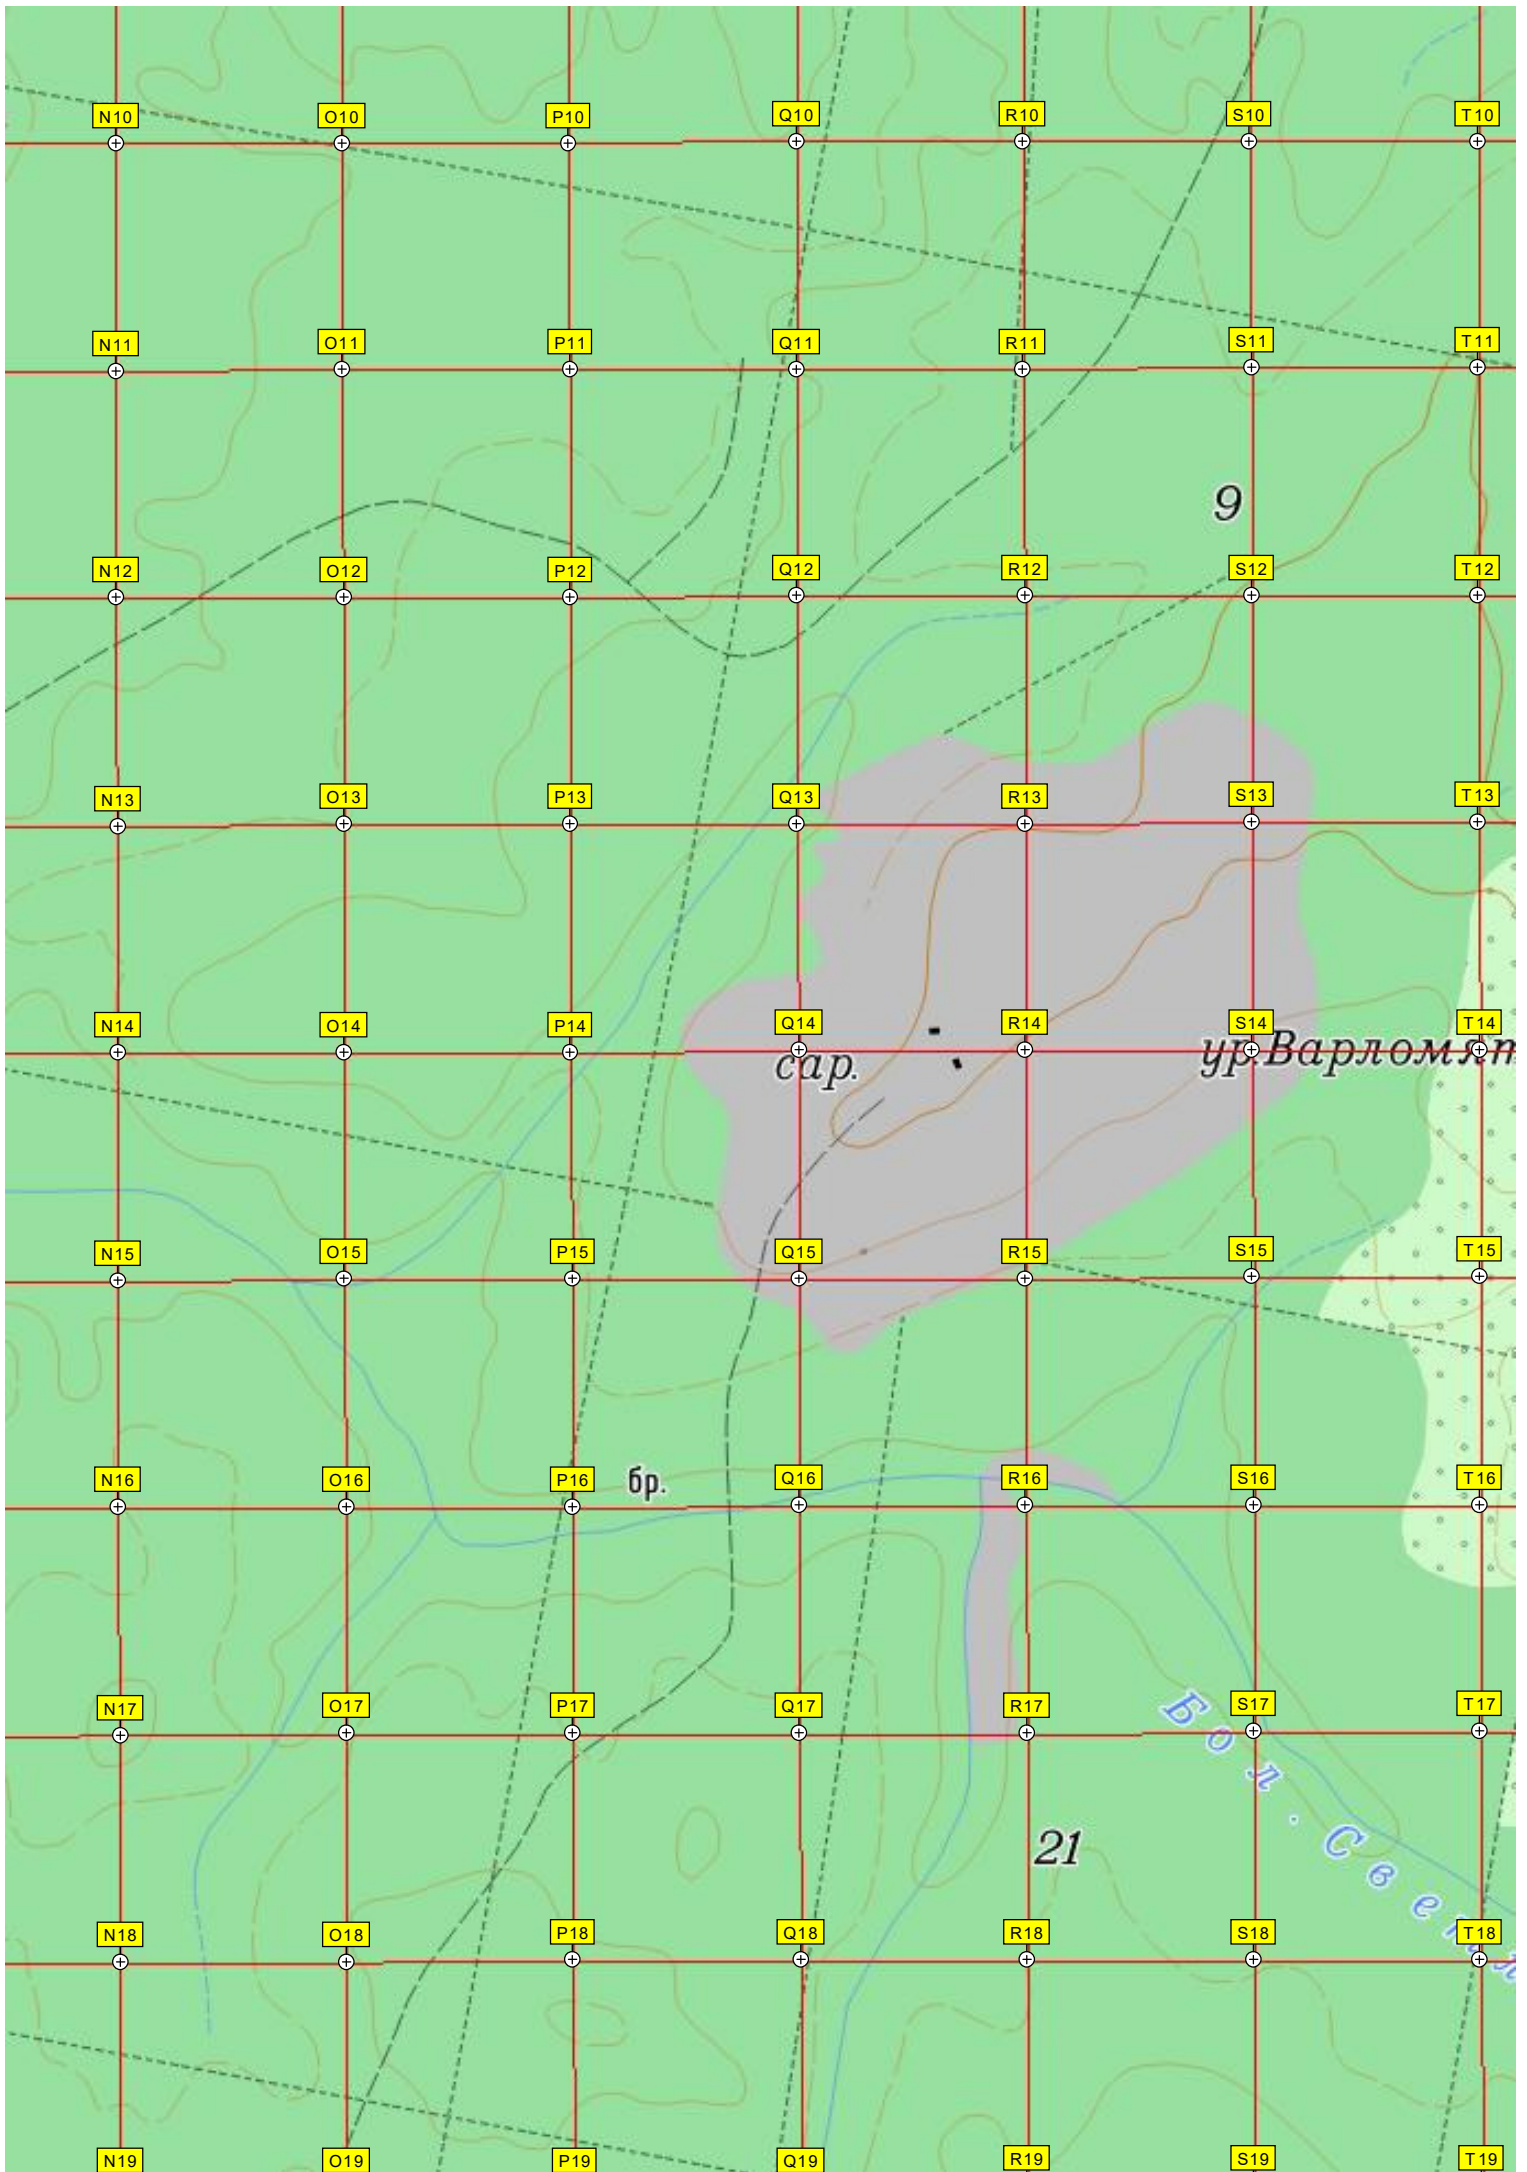 N10 O10 P10 Q10 R10 S10 T10
N11 O11 P11 Q11 R11 S11 T11
9
N12 O12 P12 Q12 R12 S12 T12
N13 O13 P13 Q13 R13 S13 T13
N14 O14 P14 Q14 R14 S14 T14
сар.
ур.Варломят
N15 O15 P15 Q15 R15 S15 T15
N16 O16 P16 бр. Q16 R16 S16 T16
N17 O17 P17 Q17 R17 S17 T17
Бол. Све
21
N18 O18 P18 Q18 R18 S18 T18
N19 O19 P19 Q19 R19 S19 T19